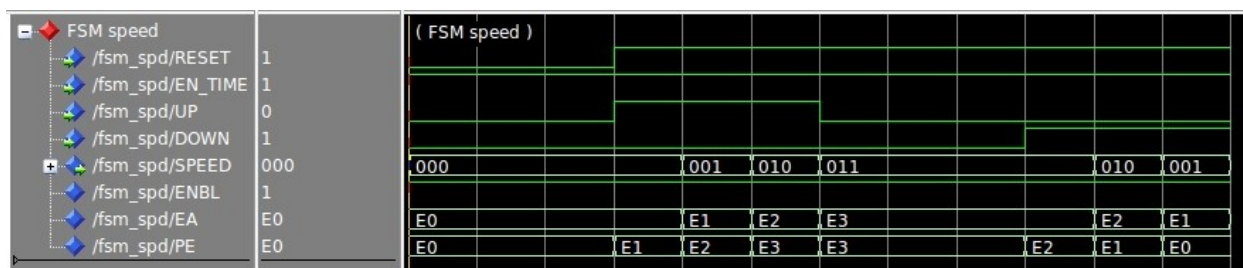 FSM speed ( FSM speed )
/fsm_spd/RESET 1
/fsm_spd/EN_TIME 1
/fsm_spd/UP 0
/fsm_spd/DOWN 1
/fsm_spd/SPEED 000 000 001 010 011 010 001
/fsm_spd/ENBL 1
/fsm_spd/EA E0 E0 E1 E2 E3 E2 E1
/fsm_spd/PE E0 E0 E1 E2 E3 E3 E2 E1 E0